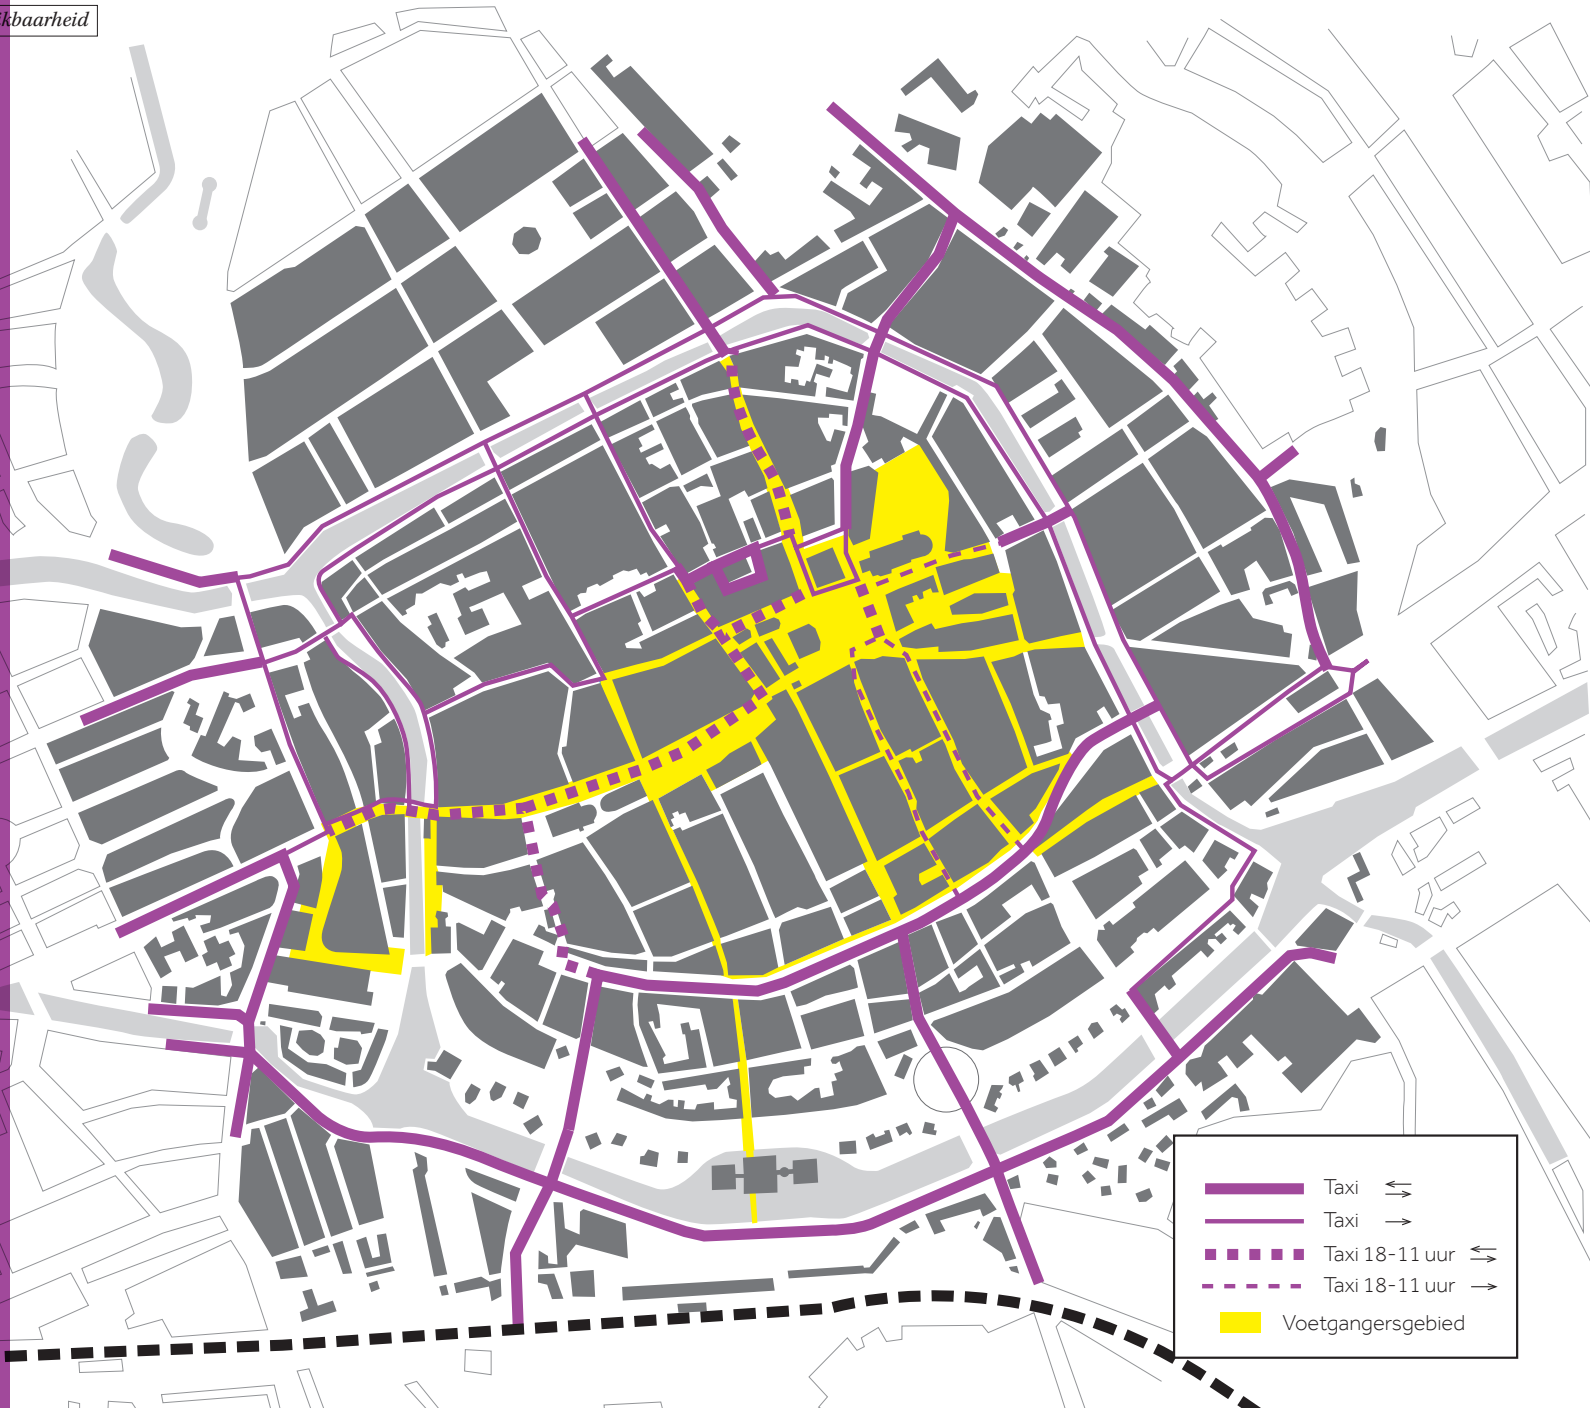 kbaarheid
Taxi
Taxi
Taxi 18-11 uur
Taxi 18-11 uur
Voetgangersgebied